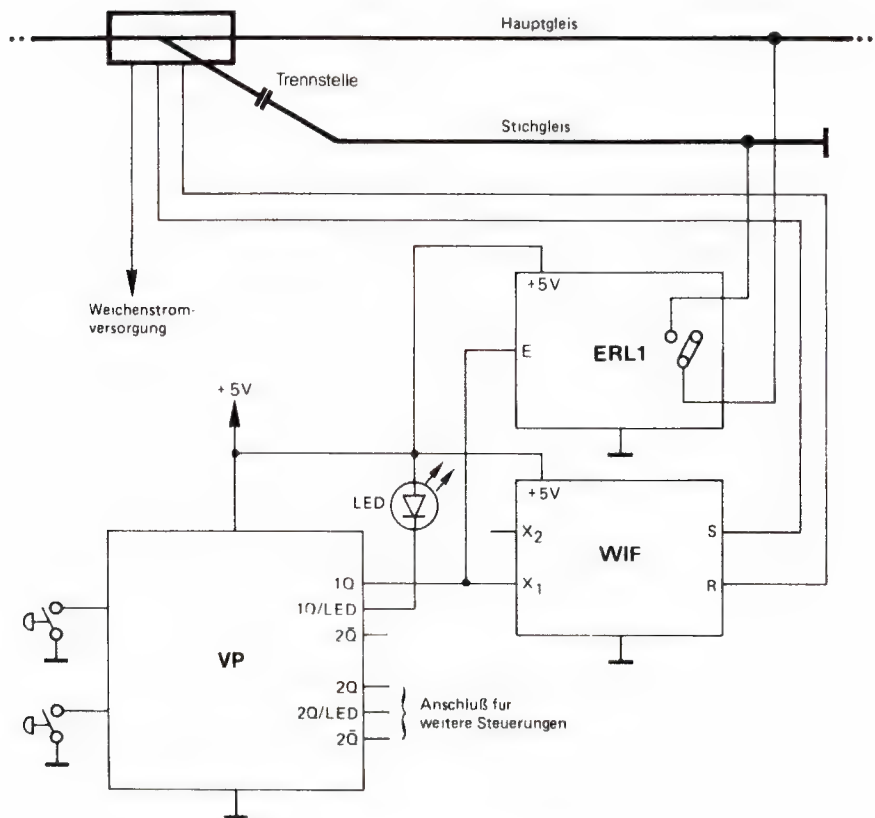 Hauptgleis
Trennstelle
Stichgleis
Weichenstrom-
versorgung
+5V
E
ERL1
+5V
LED
+5V
X2
WIF
S
X1
R
1Q
1Q/LED
2Q̄
VP
2Q
2Q/LED
2Q̄
Anschluß fur
weitere Steuerungen